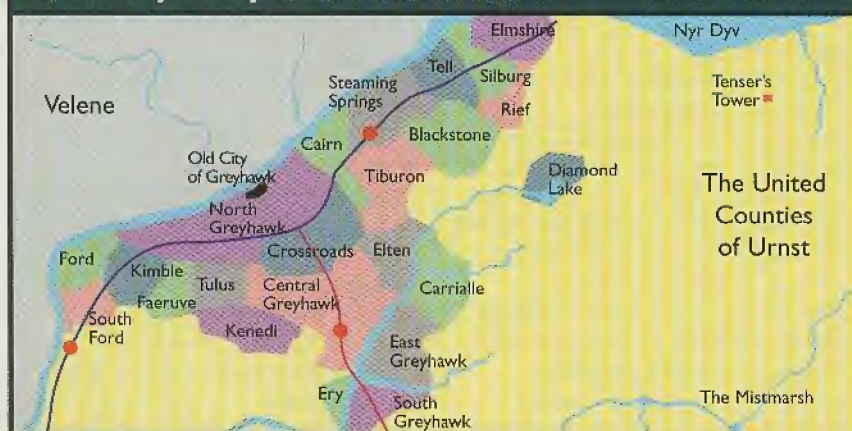 Elmshire
Nyr Dyv
Tell
Silburg
Steaming
Springs
Tenser's
Tower
Rief
Velene
Blackstone
Cairn
Old City
of Greyhawk
Tiburon
Diamond
Lake
The United
Counties
of Urnst
North
Greyhawk
Crossroads
Elten
Ford
Kimble
Tulus
Central
Greyhawk
Carrialle
Faeruve
South
Ford
Kenedi
East
Greyhawk
Ery
South
Greyhawk
The Mistmarsh